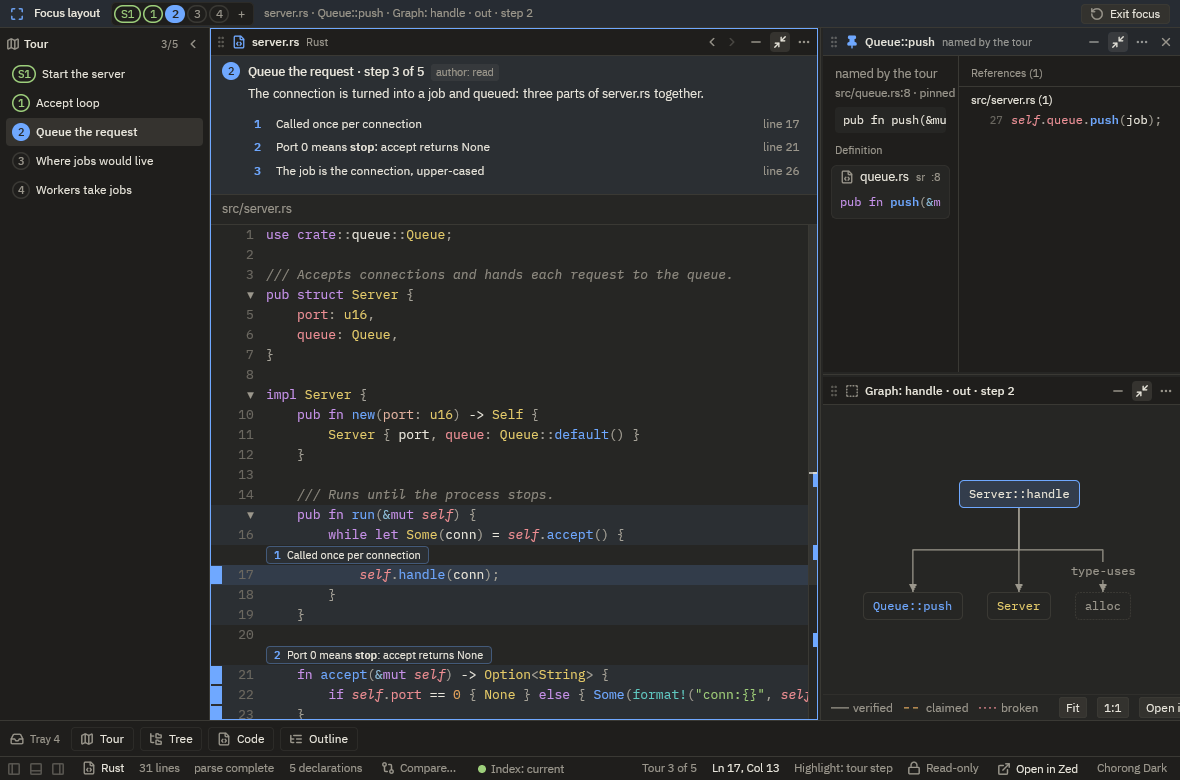 Focus layout S1 1 2 3 4 + server.rs · Queue::push · Graph: handle · out · step 2 Exit focus
Tour 3/5
S1 Start the server
1 Accept loop
2 Queue the request
3 Where jobs would live
4 Workers take jobs
server.rs Rust
2 Queue the request · step 3 of 5 author: read
The connection is turned into a job and queued: three parts of server.rs together.
1 Called once per connection line 17
2 Port 0 means stop: accept returns None line 21
3 The job is the connection, upper-cased line 26
src/server.rs
1 use crate::queue::Queue;
2
3 /// Accepts connections and hands each request to the queue.
pub struct Server {
5 port: u16,
6 queue: Queue,
7 }
8
impl Server {
10 pub fn new(port: u16) -> Self {
11 Server { port, queue: Queue::default() }
12 }
13
14 /// Runs until the process stops.
pub fn run(&mut self) {
16 while let Some(conn) = self.accept() {
1 Called once per connection
17 self.handle(conn);
18 }
19 }
20
2 Port 0 means stop: accept returns None
21 fn accept(&mut self) -> Option<String> {
22 if self.port == 0 { None } else { Some(format!("conn:{}", self
23 }
Queue::push named by the tour
named by the tour
src/queue.rs:8 · pinned
pub fn push(&mu
Definition
queue.rs sr :8
pub fn push(&m
References (1)
src/server.rs (1)
27 self.queue.push(job);
Graph: handle · out · step 2
Server::handle
type-uses
Queue::push Server alloc
verified claimed broken Fit 1:1 Open i
Tray 4 Tour Tree Code Outline
Rust 31 lines parse complete 5 declarations Compare... Index: current Tour 3 of 5 Ln 17, Col 13 Highlight: tour step Read-only Open in Zed Chorong Dark